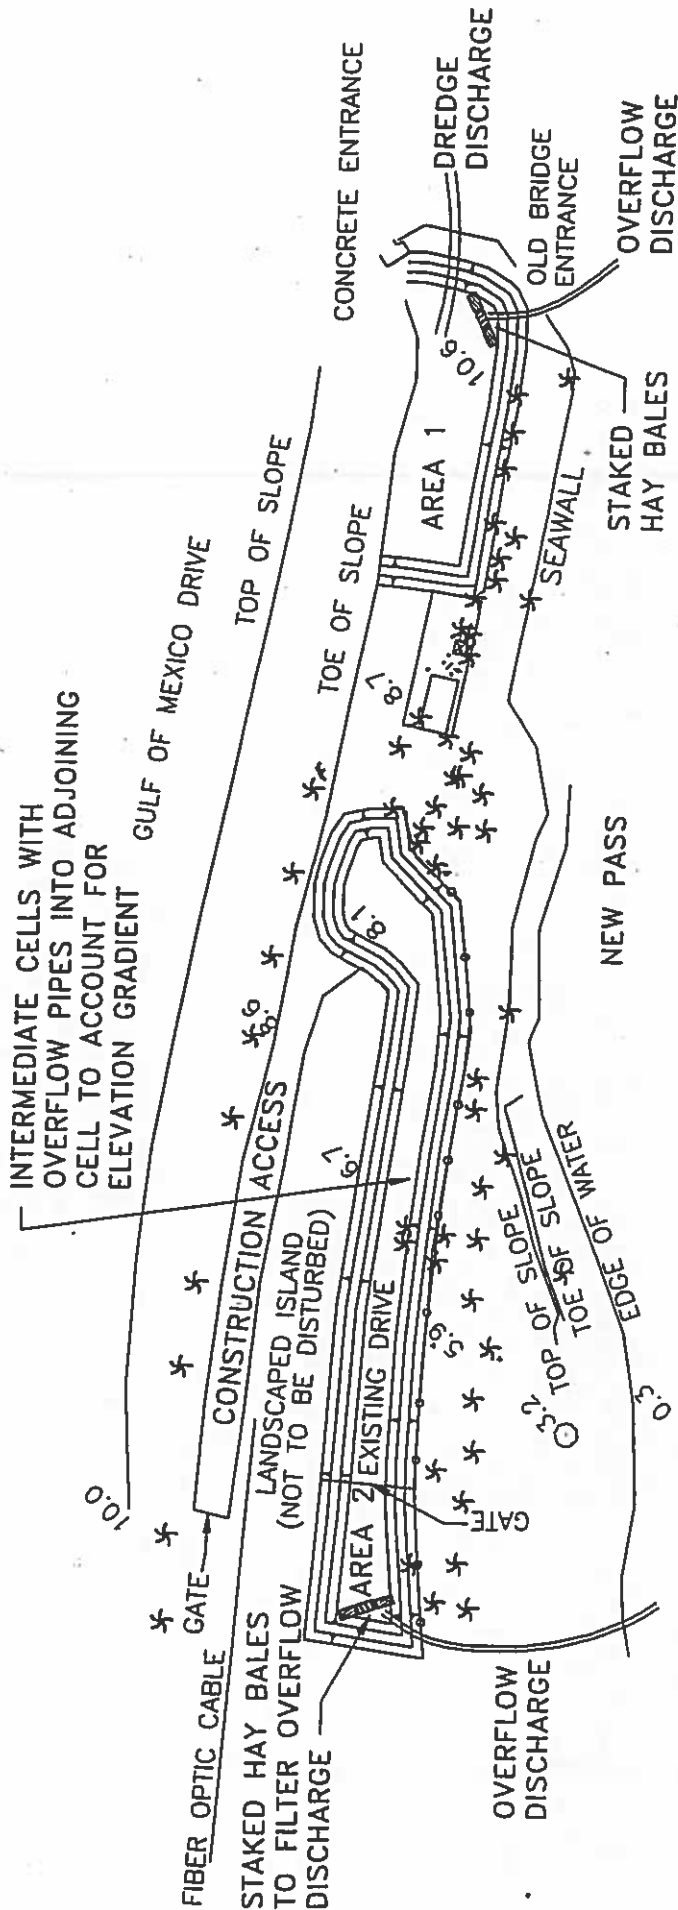 INTERMEDIATE CELLS WITH
OVERFLOW PIPES INTO ADJOINING
CELL TO ACCOUNT FOR
ELEVATION GRADIENT
GULF OF MEXICO DRIVE
TOP OF SLOPE
TOE OF SLOPE
CONCRETE ENTRANCE
DREDGE
DISCHARGE
OLD BRIDGE
ENTRANCE
OVERFLOW
DISCHARGE
10.6
AREA 1
STAKED
HAY BALES
SEAWALL
8.7
8.1
NEW PASS
10.0
GATE
CONSTRUCTION ACCESS
FIBER OPTIC CABLE
LANDSCAPED ISLAND
(NOT TO BE DISTURBED)
STAKED HAY BALES
TO FILTER OVERFLOW
DISCHARGE
AREA 2
EXISTING DRIVE
GATE
5.9
3.2
TOP OF SLOPE
TOE OF SLOPE
EDGE OF WATER
0.3
OVERFLOW
DISCHARGE